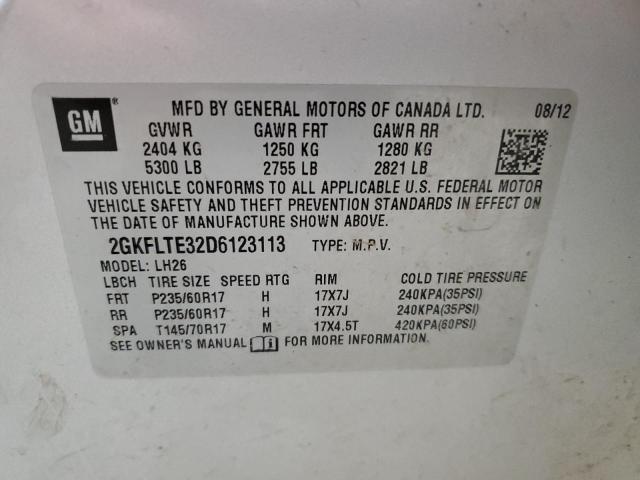 GM ®
MFD BY GENERAL MOTORS OF CANADA LTD. 08/12
GVWR GAWR FRT GAWR RR
2404 KG 1250 KG 1280 KG
5300 LB 2755 LB 2821 LB
THIS VEHICLE CONFORMS TO ALL APPLICABLE U.S. FEDERAL MOTOR
VEHICLE SAFETY AND THEFT PREVENTION STANDARDS IN EFFECT ON
THE DATE OF MANUFACTURE SHOWN ABOVE.
2GKFLTE32D6123113 TYPE: M.P.V.
MODEL: LH26
LBCH TIRE SIZE SPEED RTG RIM COLD TIRE PRESSURE
FRT P235/60R17 H 17X7J 240KPA(35PSI)
RR P235/60R17 H 17X7J 240KPA(35PSI)
SPA T145/70R17 M 17X4.5T 420KPA(60PSI)
SEE OWNER'S MANUAL FOR MORE INFORMATION.